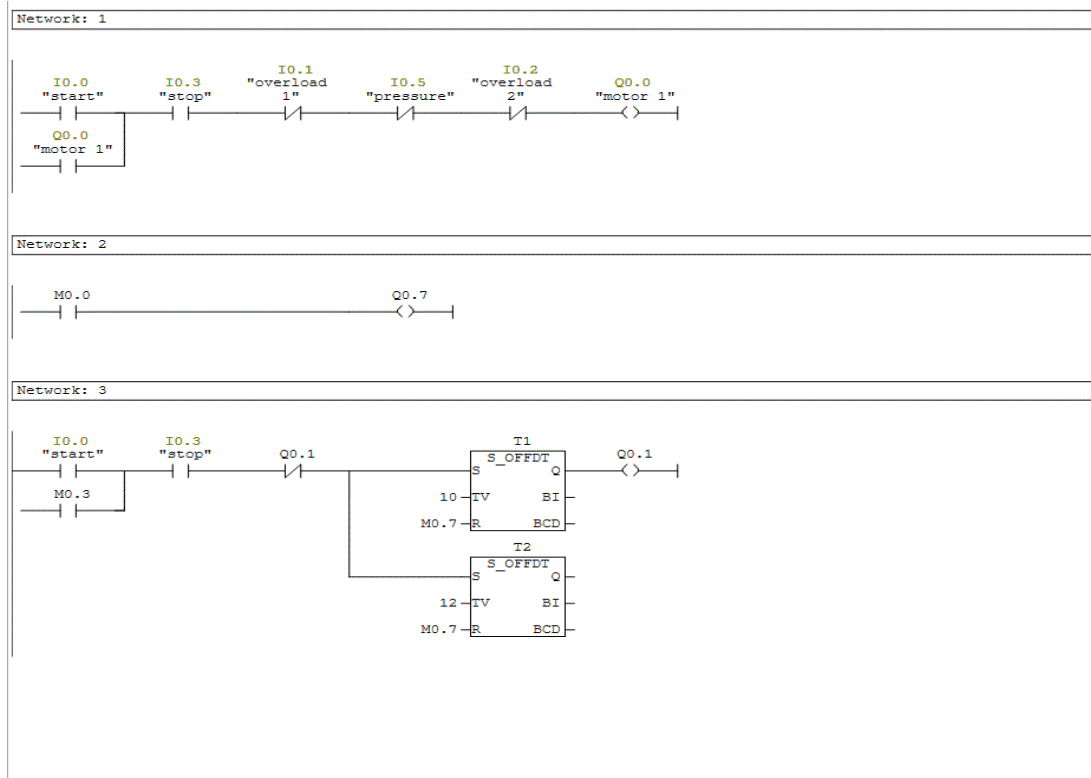 Network: 1
I0.0 "start"
I0.3 "stop"
I0.1 "overload 1"
I0.5 "pressure"
I0.2 "overload 2"
Q0.0 "motor 1"
Q0.0 "motor 1"
Network: 2
M0.0 Q0.7
Network: 3
I0.0 "start"
I0.3 "stop"
Q0.1
T1
S_OFFDT
Q0.1
S Q
M0.3
10 TV BI
M0.7 R BCD
T2
S_OFFDT
S Q
12 TV BI
M0.7 R BCD